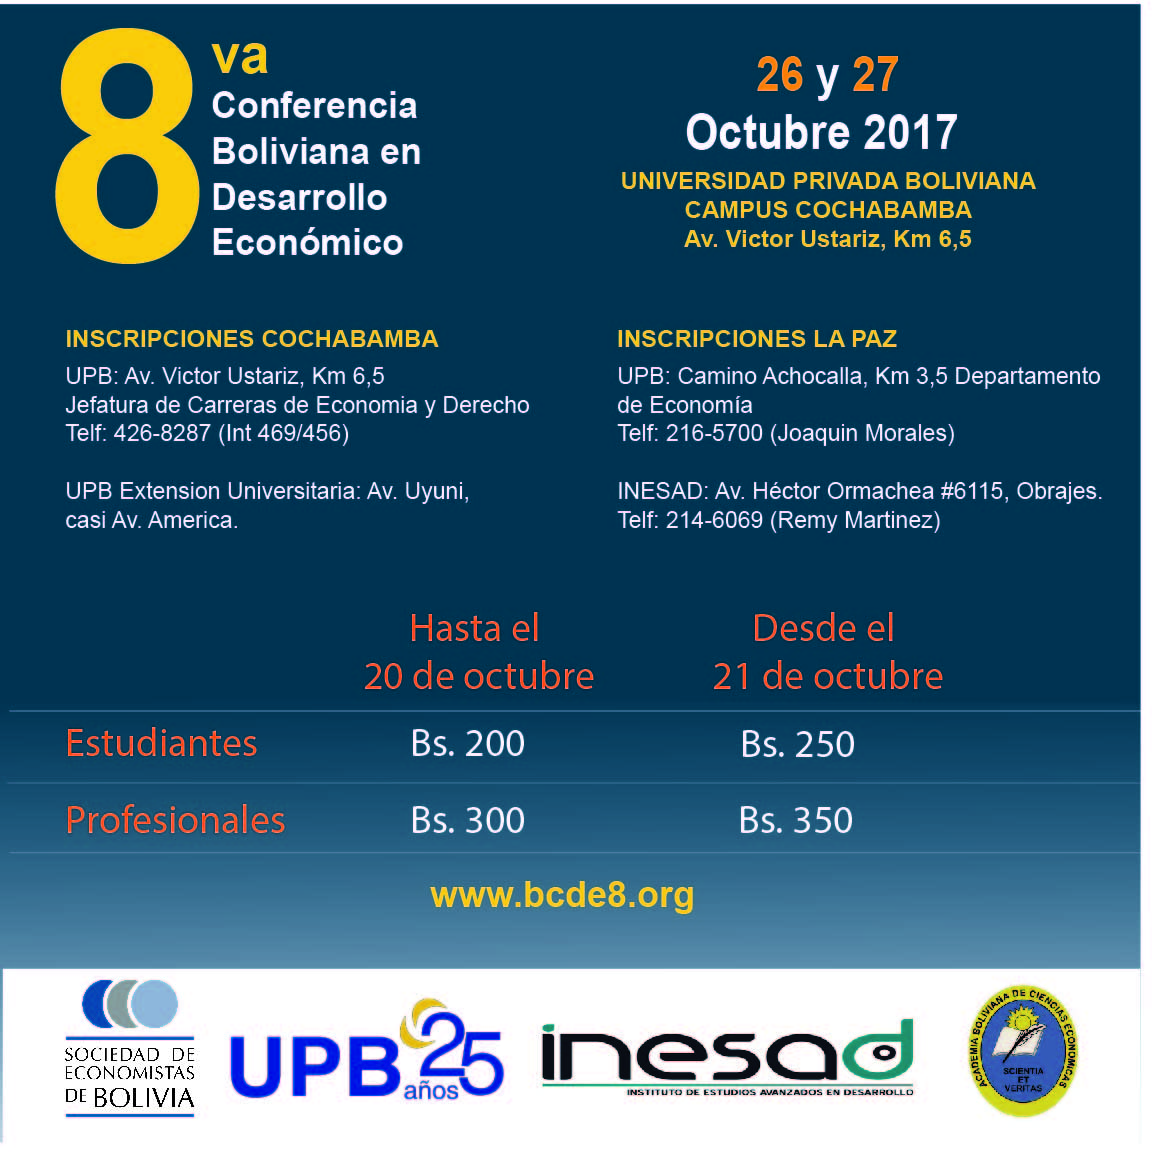 8va
Conferencia
Boliviana en
Desarrollo
Económico
26 y 27
Octubre 2017
UNIVERSIDAD PRIVADA BOLIVIANA
CAMPUS COCHABAMBA
Av. Victor Ustariz, Km 6,5
INSCRIPCIONES COCHABAMBA
UPB: Av. Victor Ustariz, Km 6,5
Jefatura de Carreras de Economia y Derecho
Telf: 426-8287 (Int 469/456)
UPB Extension Universitaria: Av. Uyuni,
casi Av. America.
INSCRIPCIONES LA PAZ
UPB: Camino Achocalla, Km 3,5 Departamento
de Economía
Telf: 216-5700 (Joaquin Morales)
INESAD: Av. Héctor Ormachea #6115, Obrajes.
Telf: 214-6069 (Remy Martinez)
Hasta el
20 de octubre
Desde el
21 de octubre
Estudiantes Bs. 200 Bs. 250
Profesionales Bs. 300 Bs. 350
www.bcde8.org
SOCIEDAD DE
ECONOMISTAS
DE BOLIVIA
UPB 25
años
inesad
INSTITUTO DE ESTUDIOS AVANZADOS EN DESARROLLO
ACADEMIA BOLIVIANA DE CIENCIAS ECONOMICAS
SCIENTIA
ET
VERITAS